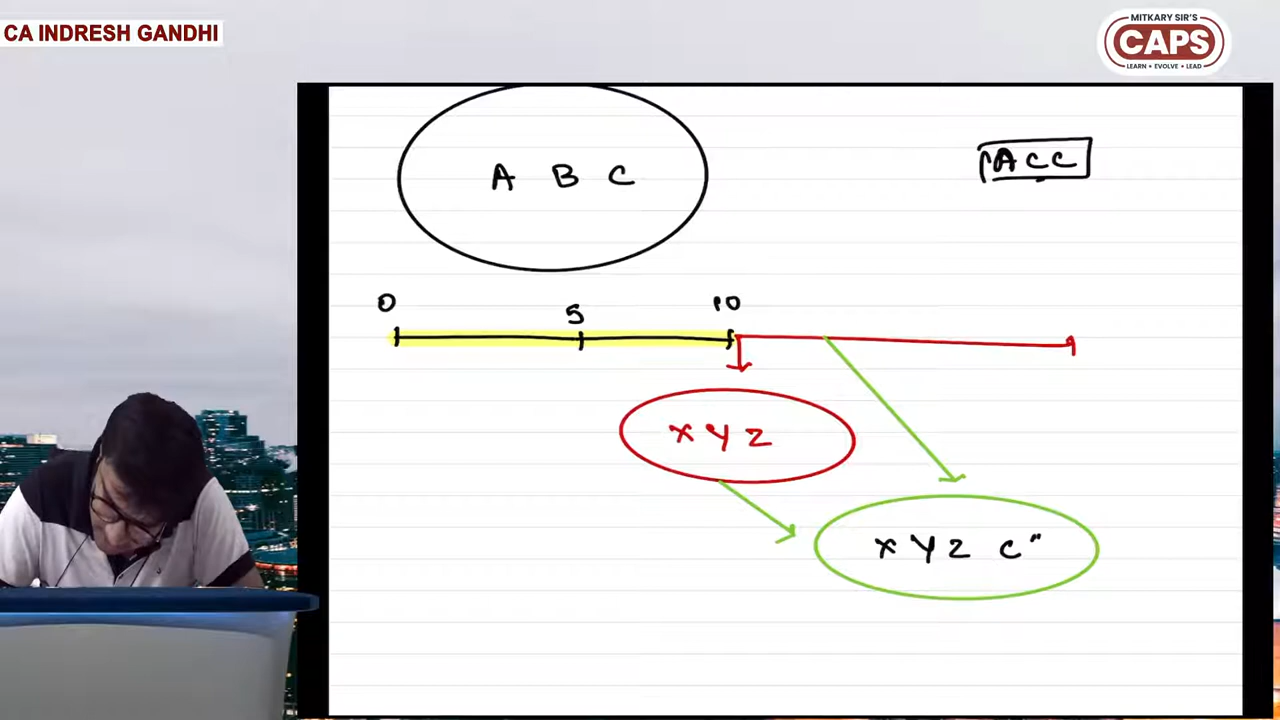 CA INDRESH GANDHI
MITKARY SIR'S
CAPS
LEARN • EVOLVE • LEAD
A B C
ACC
0
5
10
X Y Z
X Y Z C"